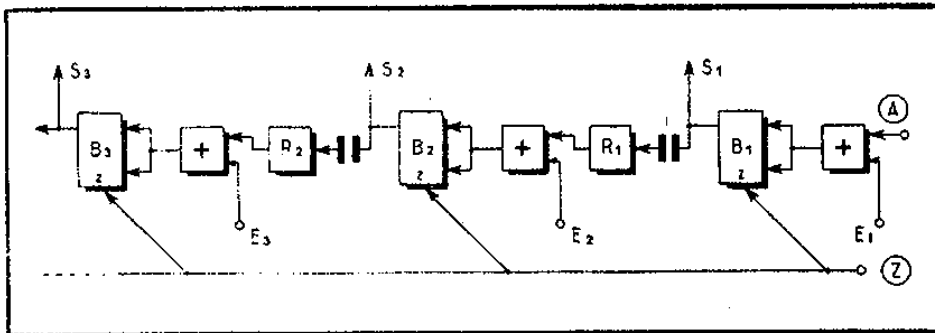 S₃ S₂ S₁
A
B₃ + R₂ B₂ + R₁ B₁ +
z z z
E₃ E₂ E₁
Z